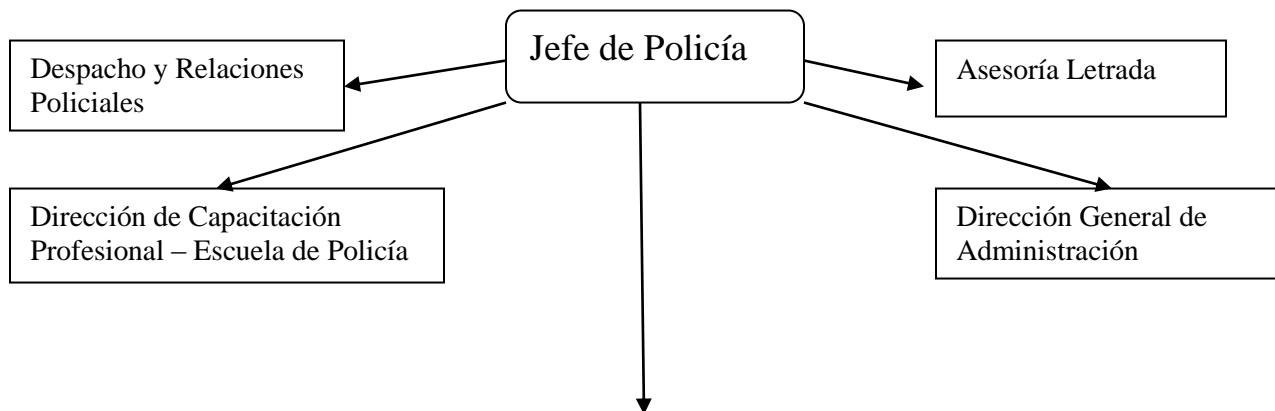 Jefe de Policía
Despacho y Relaciones
Policiales
Asesoría Letrada
Dirección de Capacitación
Profesional – Escuela de Policía
Dirección General de
Administración